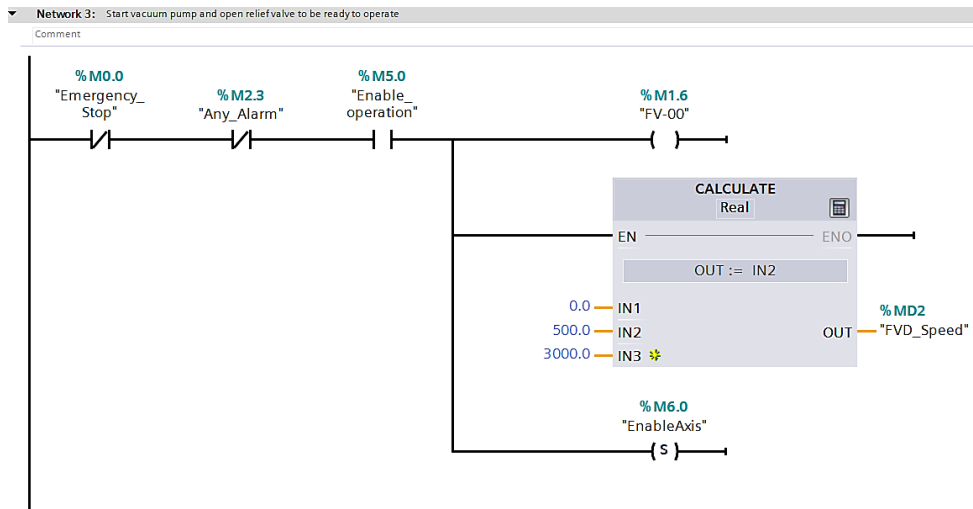 Network 3: Start vacuum pump and open relief valve to be ready to operate
Comment
%M0.0
"Emergency_
Stop"
%M2.3
"Any_Alarm"
%M5.0
"Enable_
operation"
%M1.6
"FV-00"
CALCULATE
Real
EN
ENO
OUT := IN2
0.0 IN1
500.0 IN2
3000.0 IN3
OUT
%MD2
"FVD_Speed"
%M6.0
"EnableAxis"
S